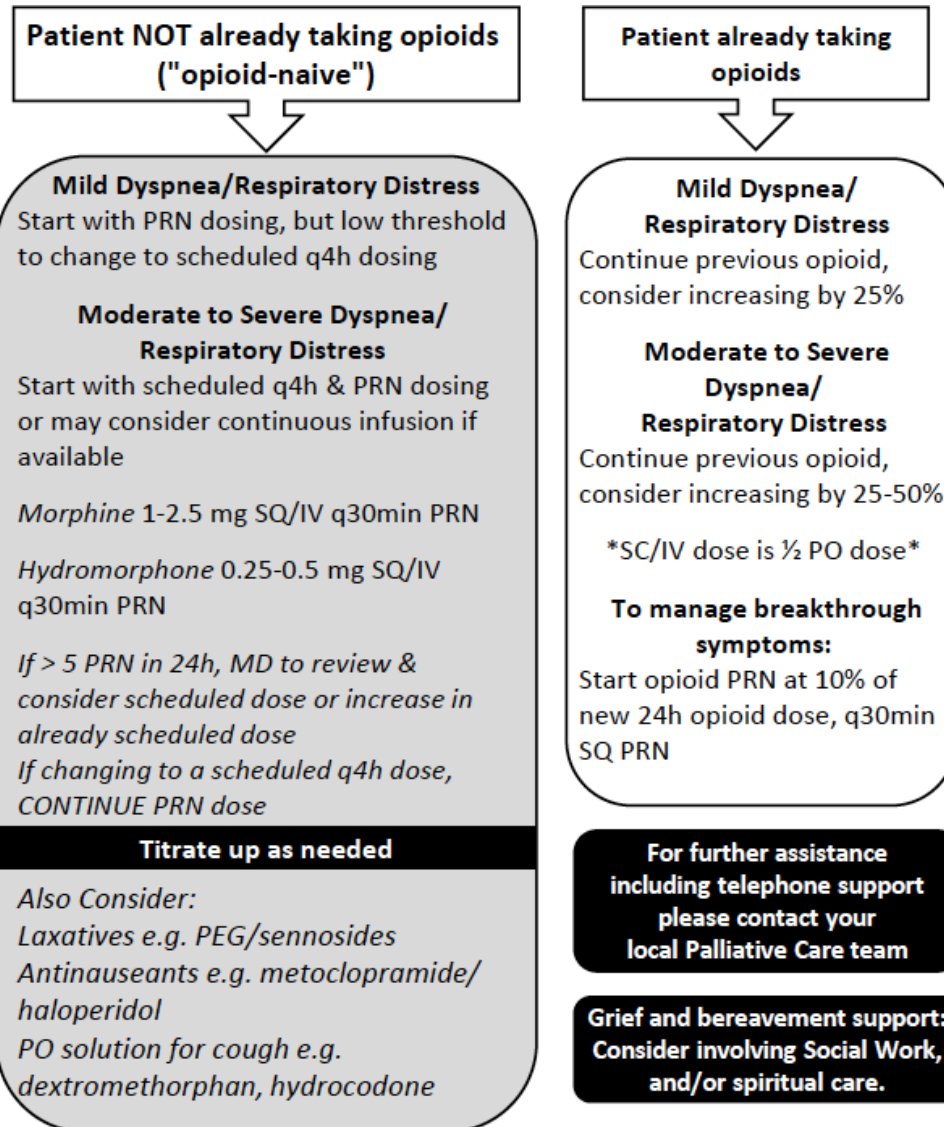 Patient NOT already taking opioids
("opioid-naive")
Mild Dyspnea/Respiratory Distress
Start with PRN dosing, but low threshold
to change to scheduled q4h dosing
Moderate to Severe Dyspnea/
Respiratory Distress
Start with scheduled q4h & PRN dosing
or may consider continuous infusion if
available
Morphine 1-2.5 mg SQ/IV q30min PRN
Hydromorphone 0.25-0.5 mg SQ/IV
q30min PRN
If > 5 PRN in 24h, MD to review &
consider scheduled dose or increase in
already scheduled dose
If changing to a scheduled q4h dose,
CONTINUE PRN dose
Titrate up as needed
Also Consider:
Laxatives e.g. PEG/sennosides
Antinauseants e.g. metoclopramide/
haloperidol
PO solution for cough e.g.
dextromethorphan, hydrocodone
Patient already taking
opioids
Mild Dyspnea/
Respiratory Distress
Continue previous opioid,
consider increasing by 25%
Moderate to Severe
Dyspnea/
Respiratory Distress
Continue previous opioid,
consider increasing by 25-50%
*SC/IV dose is ½ PO dose*
To manage breakthrough
symptoms:
Start opioid PRN at 10% of
new 24h opioid dose, q30min
SQ PRN
For further assistance
including telephone support
please contact your
local Palliative Care team
Grief and bereavement support:
Consider involving Social Work,
and/or spiritual care.